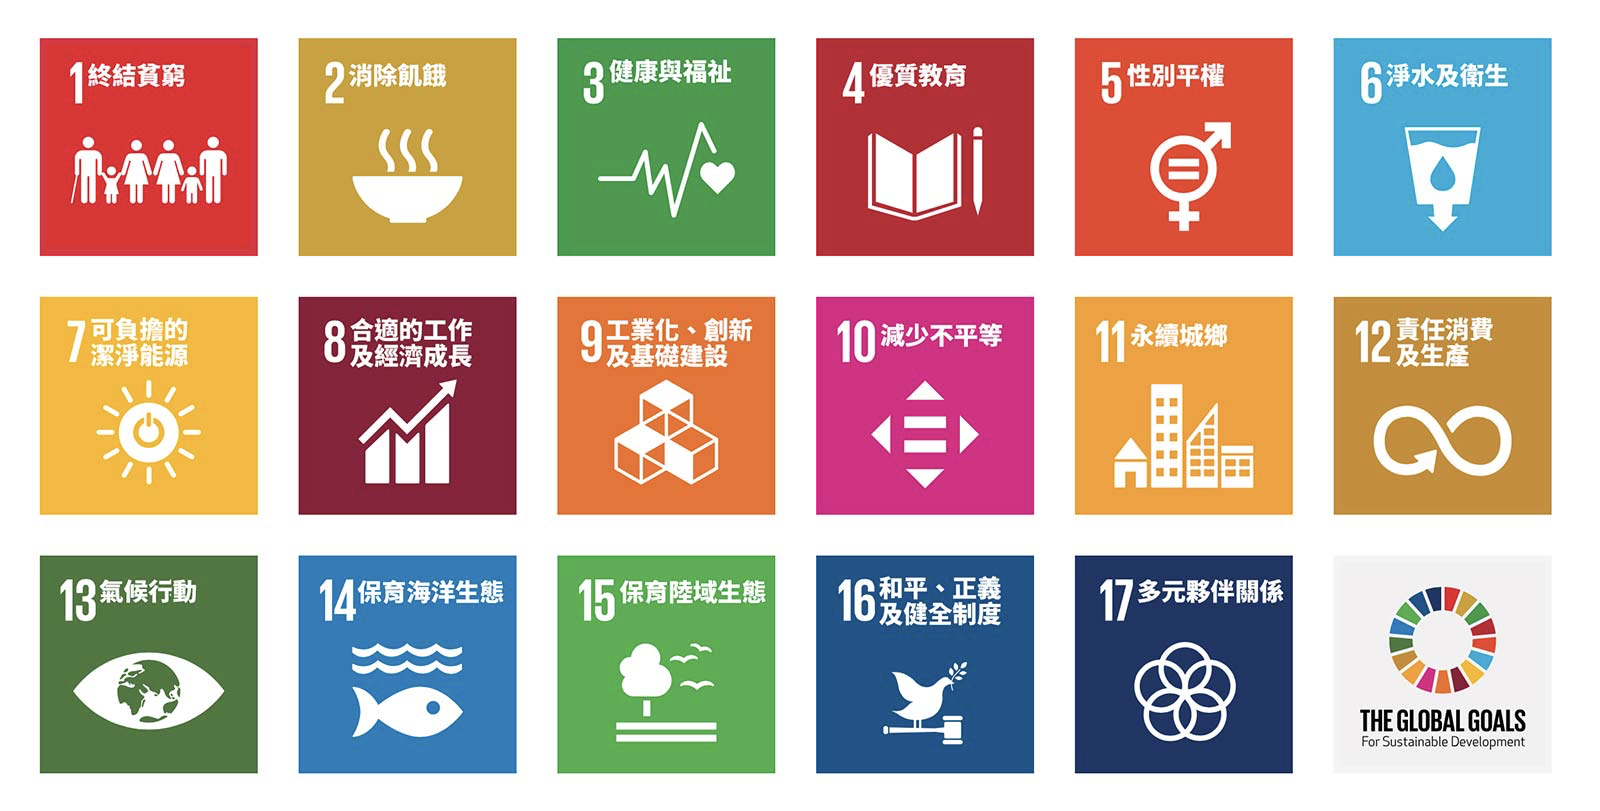 1 終結貧窮
2 消除飢餓
3 健康與福祉
4 優質教育
5 性別平權
6 淨水及衛生
7 可負擔的
潔淨能源
8 合適的工作
及經濟成長
9 工業化、創新
及基礎建設
10 減少不平等
11 永續城鄉
12 責任消費
及生產
13 氣候行動
14 保育海洋生態
15 保育陸域生態
16 和平、正義
及健全制度
17 多元夥伴關係
THE GLOBAL GOALS
For Sustainable Development